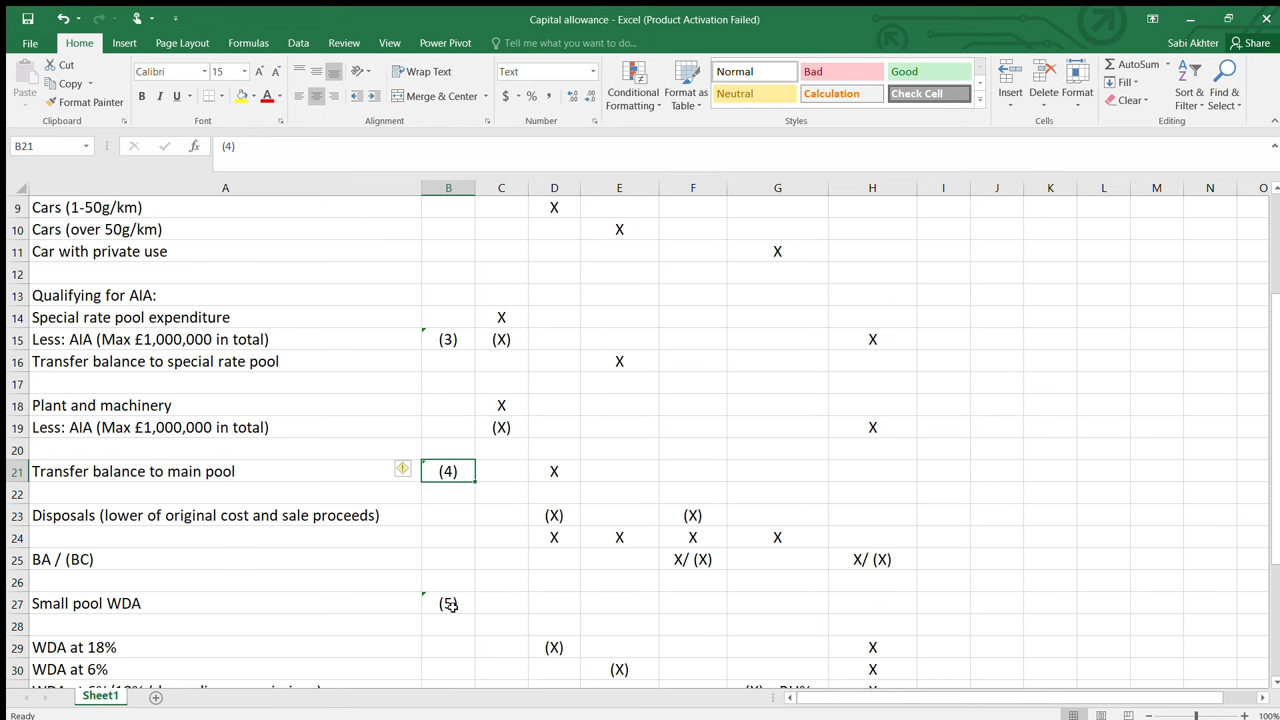 Capital allowance - Excel (Product Activation Failed)
File Home Insert Page Layout Formulas Data Review View Power Pivot Tell me what you want to do... Sabi Akhter Share
Cut
Copy
Format Painter
Paste
Clipboard
Calibri 15
B I U
Font
Wrap Text
Merge & Center
Alignment
Text
$ % ,
Number
Conditional Formatting
Format as Table
Normal Bad Good
Neutral Calculation Check Cell
Styles
Insert Delete Format
Cells
AutoSum
Fill
Clear
Sort & Filter
Find & Select
Editing
B21 fx (4)
A B C D E F G H I J K L M N O
9 Cars (1-50g/km) X
10 Cars (over 50g/km) X
11 Car with private use X
12
13 Qualifying for AIA:
14 Special rate pool expenditure X
15 Less: AIA (Max £1,000,000 in total) (3) (X) X
16 Transfer balance to special rate pool X
17
18 Plant and machinery X
19 Less: AIA (Max £1,000,000 in total) (X) X
20
21 Transfer balance to main pool (4) X
22
23 Disposals (lower of original cost and sale proceeds) (X) (X)
24 X X X X
25 BA / (BC) X/ (X) X/ (X)
26
27 Small pool WDA (5)
28
29 WDA at 18% (X) X
30 WDA at 6% (X) X
Sheet1
Ready 100%